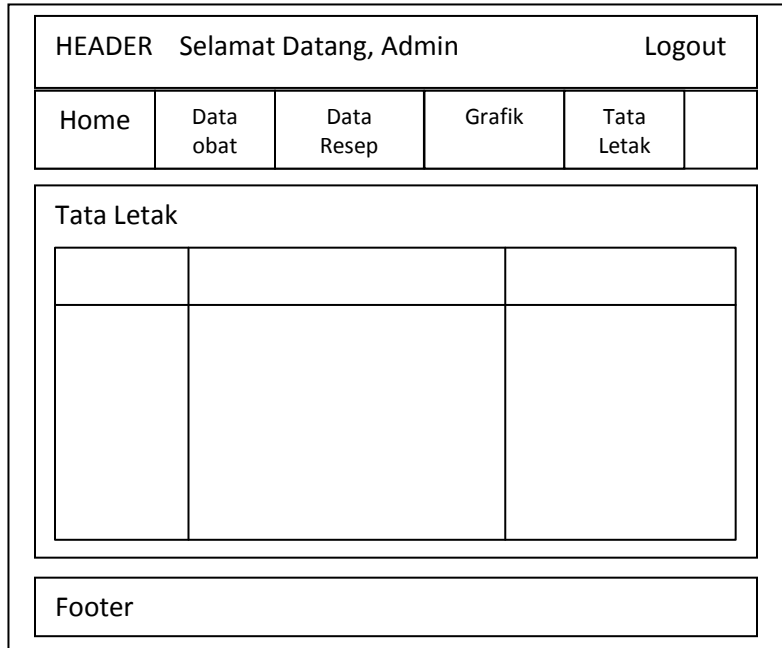 HEADER Selamat Datang, Admin Logout
Home Data obat Data Resep Grafik Tata Letak
Tata Letak
Footer